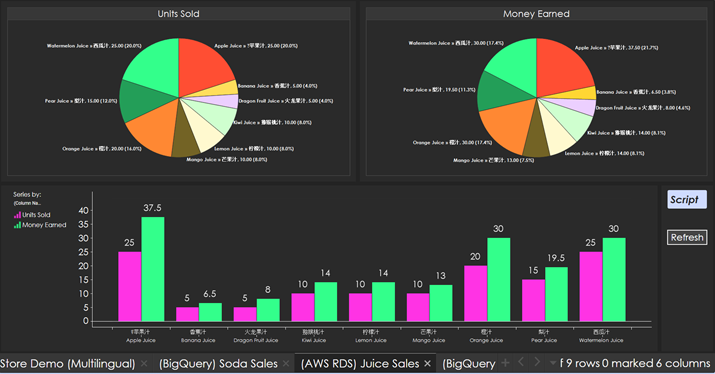 Units Sold
Watermelon Juice » 西瓜汁, 25.00 (20.0%)
Apple Juice » ?苹果汁, 25.00 (20.0%)
Banana Juice » 香蕉汁, 5.00 (4.0%)
Pear Juice » 梨汁, 15.00 (12.0%)
Dragon Fruit Juice » 火龙果汁, 5.00 (4.0%)
Kiwi Juice » 猕猴桃汁, 10.00 (8.0%)
Orange Juice » 橙汁, 20.00 (16.0%)
Lemon Juice » 柠檬汁, 10.00 (8.0%)
Mango Juice » 芒果汁, 10.00 (8.0%)
Money Earned
Watermelon Juice » 西瓜汁, 30.00 (17.4%)
Apple Juice » ?苹果汁, 37.50 (21.7%)
Pear Juice » 梨汁, 19.50 (11.3%)
Banana Juice » 香蕉汁, 6.50 (3.8%)
Dragon Fruit Juice » 火龙果汁, 8.00 (4.6%)
Kiwi Juice » 猕猴桃汁, 14.00 (8.1%)
Orange Juice » 橙汁, 30.00 (17.4%)
Lemon Juice » 柠檬汁, 14.00 (8.1%)
Mango Juice » 芒果汁, 13.00 (7.5%)
Series by:
(Column Na...
Units Sold
Money Earned
40
35
30
25
20
15
10
5
0
25 37.5 5 6.5 5 8 10 14 10 14 10 13 20 30 15 19.5 25 30
?苹果汁 香蕉汁 火龙果汁 猕猴桃汁 柠檬汁 芒果汁 橙汁 梨汁 西瓜汁
Apple Juice Banana Juice Dragon Fruit Juice Kiwi Juice Lemon Juice Mango Juice Orange Juice Pear Juice Watermelon Juice
Script
Refresh
Store Demo (Multilingual) × (BigQuery) Soda Sales × (AWS RDS) Juice Sales × (BigQuery + f 9 rows 0 marked 6 columns